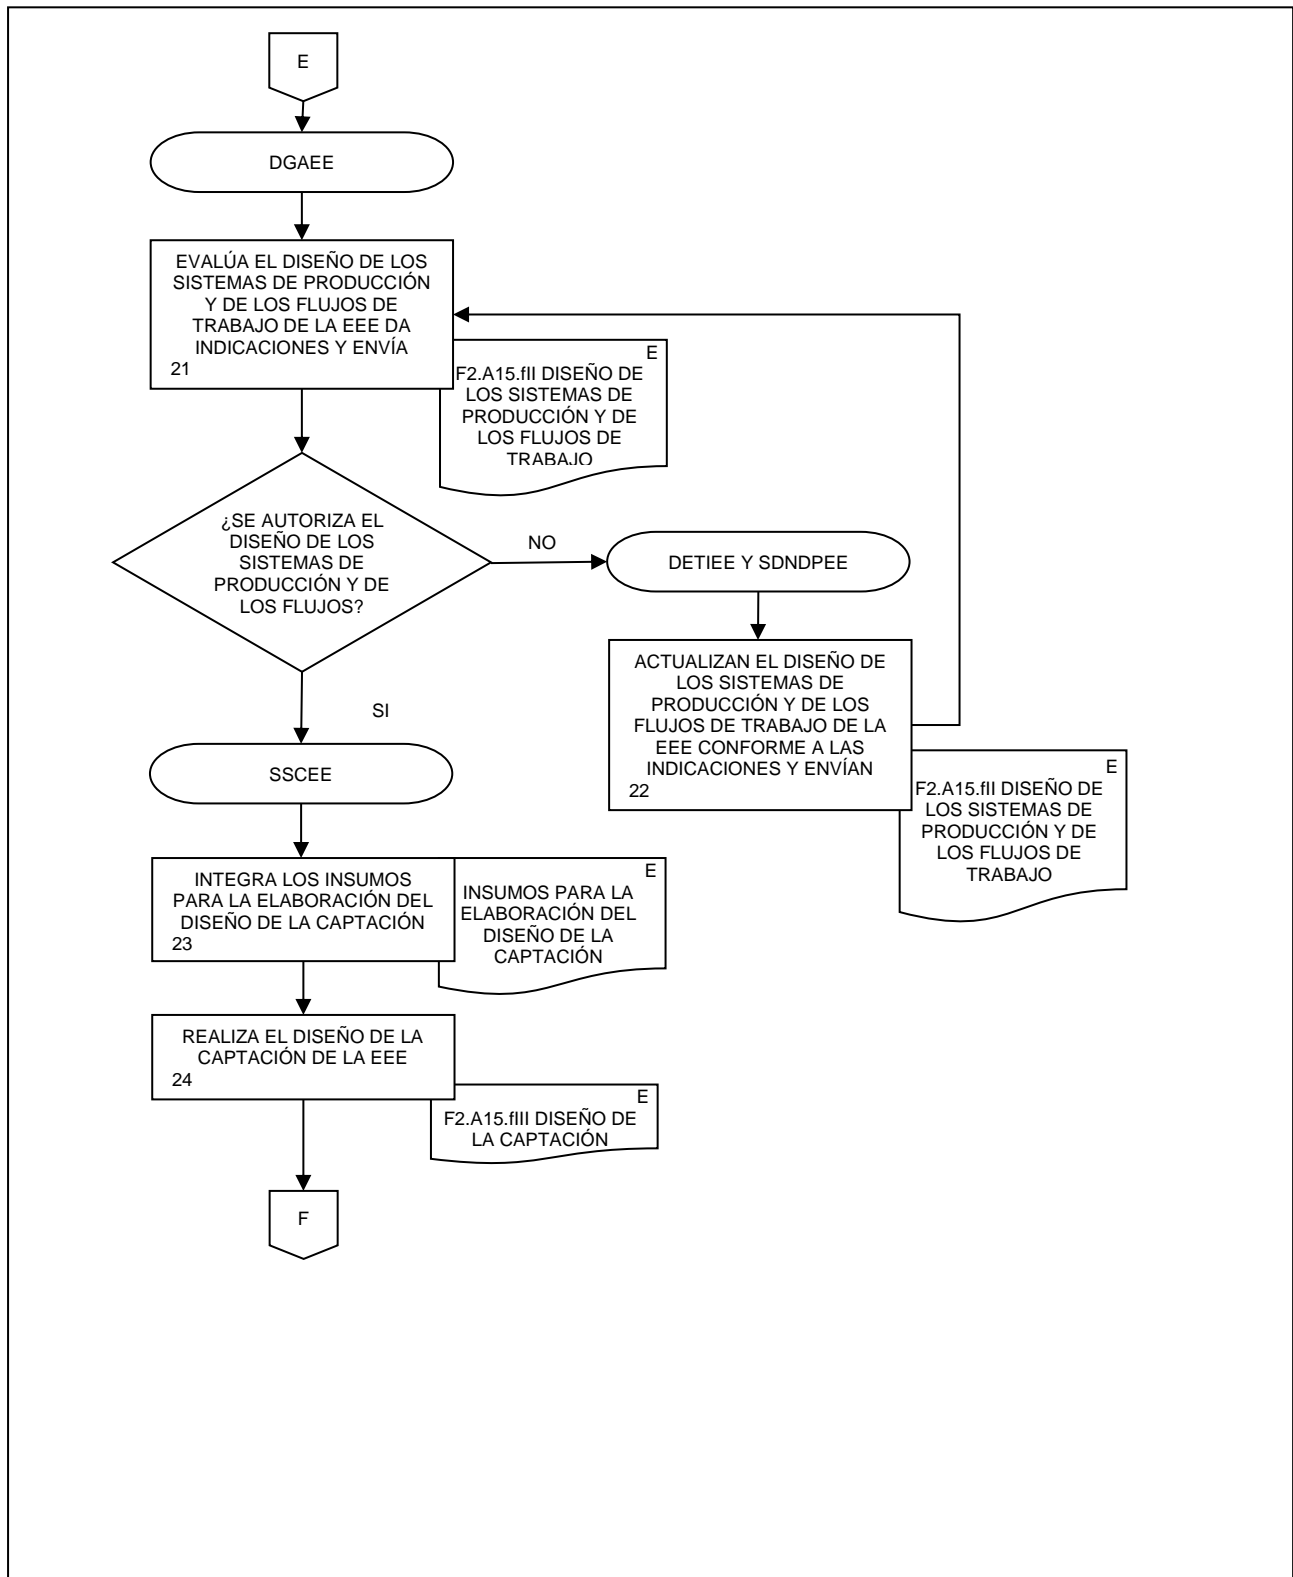 E
DGAEE
EVALÚA EL DISEÑO DE LOS
SISTEMAS DE PRODUCCIÓN
Y DE LOS FLUJOS DE
TRABAJO DE LA EEE DA
INDICACIONES Y ENVÍA
21
E
F2.A15.fII DISEÑO DE
LOS SISTEMAS DE
PRODUCCIÓN Y DE
LOS FLUJOS DE
TRABAJO
¿SE AUTORIZA EL
DISEÑO DE LOS
SISTEMAS DE
PRODUCCIÓN Y DE
LOS FLUJOS?
NO
DETIEE Y SDNDPEE
ACTUALIZAN EL DISEÑO DE
LOS SISTEMAS DE
PRODUCCIÓN Y DE LOS
FLUJOS DE TRABAJO DE LA
EEE CONFORME A LAS
INDICACIONES Y ENVÍAN
22
E
F2.A15.fII DISEÑO DE
LOS SISTEMAS DE
PRODUCCIÓN Y DE
LOS FLUJOS DE
TRABAJO
SI
SSCEE
INTEGRA LOS INSUMOS
PARA LA ELABORACIÓN DEL
DISEÑO DE LA CAPTACIÓN
23
E
INSUMOS PARA LA
ELABORACIÓN DEL
DISEÑO DE LA
CAPTACIÓN
REALIZA EL DISEÑO DE LA
CAPTACIÓN DE LA EEE
24
E
F2.A15.fIII DISEÑO DE
LA CAPTACIÓN
F